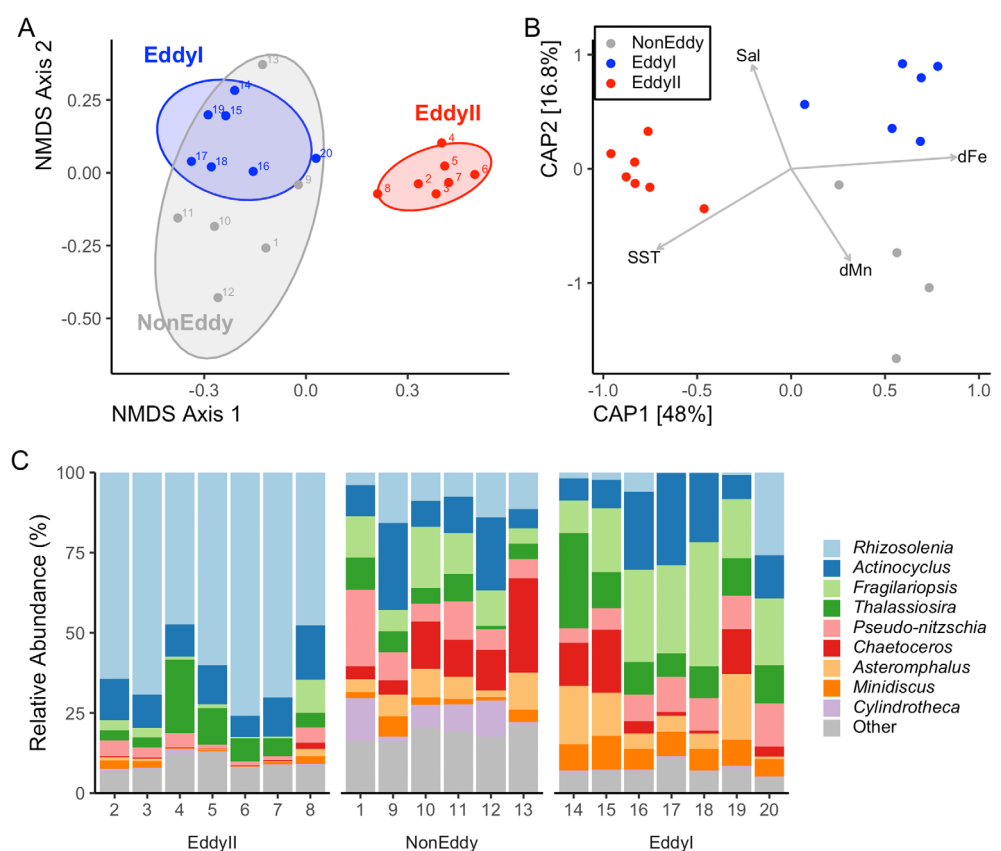 A
NMDS Axis 2
0.25
0.00
-0.25
-0.50
-0.3
0.0
0.3
NMDS Axis 1
EddyI
EddyII
NonEddy
13
14
19
15
17
18
16
20
9
11
10
1
12
4
5
6
2
7
3
8
B
CAP2 [16.8%]
1
0
-1
-1.0
-0.5
0.0
0.5
1.0
CAP1 [48%]
NonEddy
EddyI
EddyII
Sal
dFe
SST
dMn
C
Relative Abundance (%)
100
75
50
25
0
2 3 4 5 6 7 8
1 9 10 11 12 13
14 15 16 17 18 19 20
EddyII
NonEddy
EddyI
Rhizosolenia
Actinocyclus
Fragilariopsis
Thalassiosira
Pseudo-nitzschia
Chaetoceros
Asteromphalus
Minidiscus
Cylindrotheca
Other